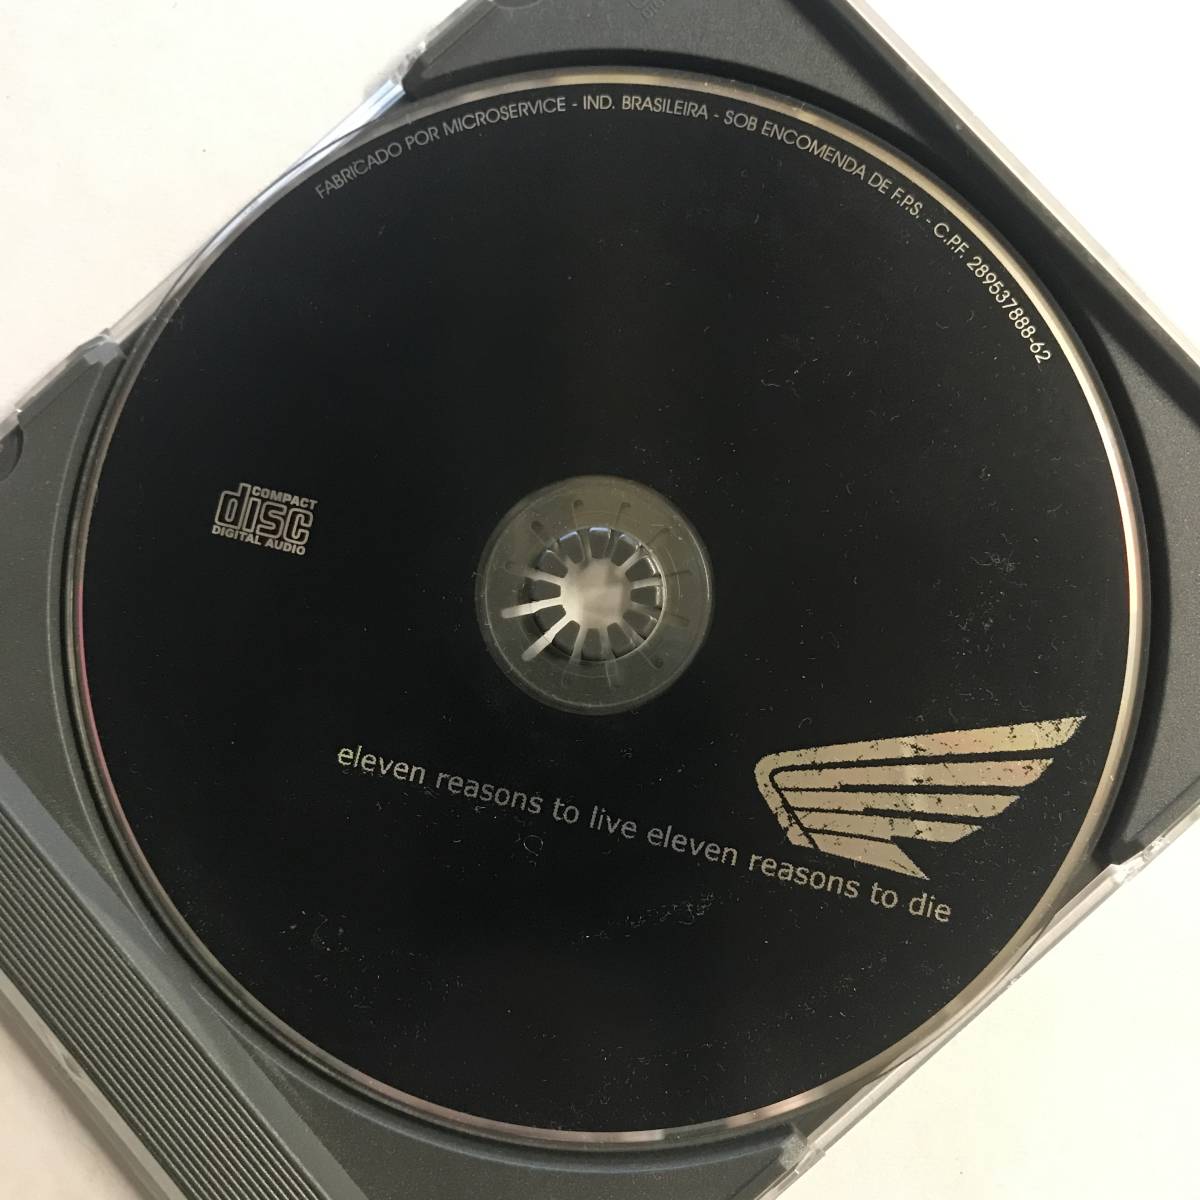 FABRICADO POR MICROSERVICE - IND. BRASILEIRA - SOB ENCOMENDA DE F.P.S. - C.P.F. 289537888-62
COMPACT
disc
DIGITAL AUDIO
eleven reasons to live eleven reasons to die